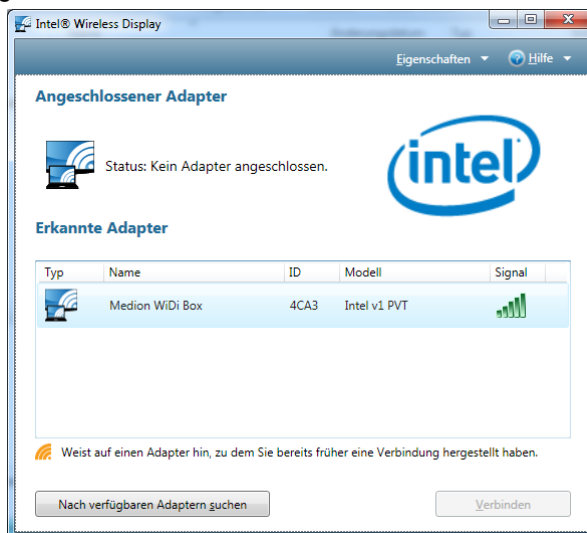 Intel® Wireless Display
Eigenschaften Hilfe
Angeschlossener Adapter
Status: Kein Adapter angeschlossen.
intel
Erkannte Adapter
Typ Name ID Modell Signal
Medion WiDi Box 4CA3 Intel v1 PVT
Weist auf einen Adapter hin, zu dem Sie bereits früher eine Verbindung hergestellt haben.
Nach verfügbaren Adaptern suchen Verbinden